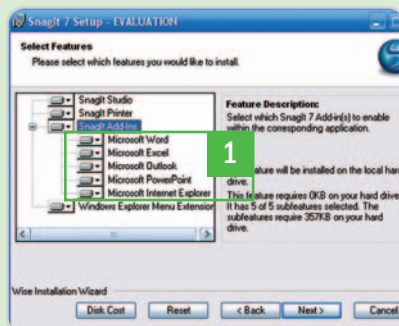 SnagIt 7 Setup - EVALUATION
Select Features
Please select which features you would like to install.
SnagIt Studio
SnagIt Printer
SnagIt Add-Ins
Microsoft Word
Microsoft Excel
Microsoft Outlook
Microsoft PowerPoint
Microsoft Internet Explorer
Windows Explorer Menu Extension
1
Feature Description:
Select which SnagIt 7 Add-in(s) to enable
within the corresponding application.
feature will be installed on the local hard
drive.
This feature requires 0KB on your hard drive.
It has 5 of 5 subfeatures selected. The
subfeatures require 357KB on your hard
drive.
Wise Installation Wizard
Disk Cost
Reset
< Back
Next >
Cancel